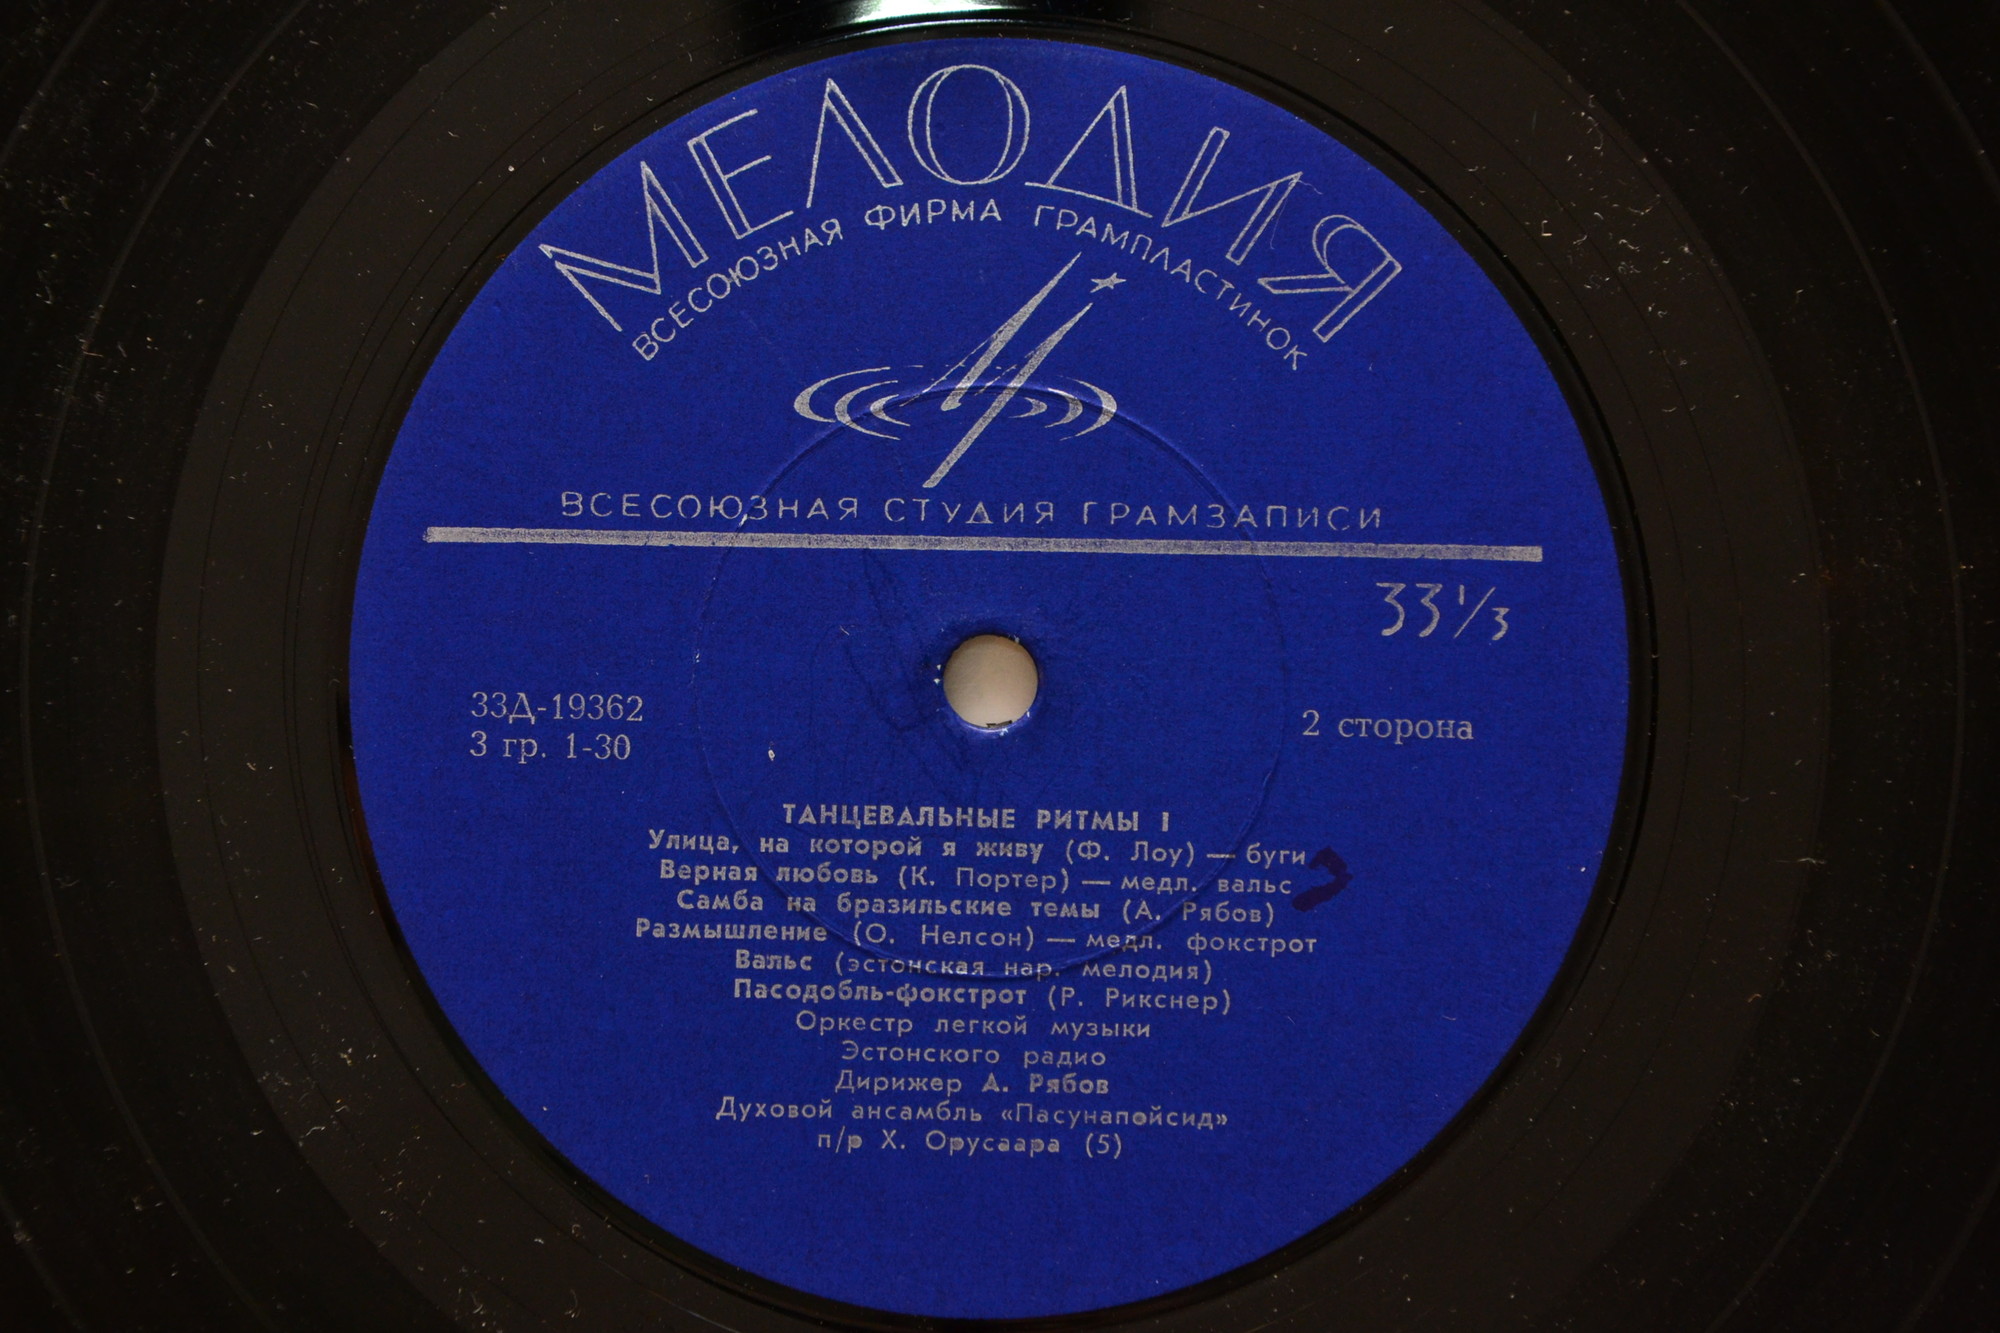 МЕЛОДИЯ
ВСЕСОЮЗНАЯ ФИРМА ГРАМПЛАСТИНОК
ВСЕСОЮЗНАЯ СТУДИЯ ГРАМЗАПИСИ
33 1/3
33Д-19362
3 гр. 1-30
2 сторона
ТАНЦЕВАЛЬНЫЕ РИТМЫ I
Улица, на которой я живу (Ф. Лоу) — буги
Верная любовь (К. Портер) — медл. вальс
Самба на бразильские темы (А. Рябов)
Размышление (О. Нелсон) — медл. фокстрот
Вальс (эстонская нар. мелодия)
Пасодобль-фокстрот (Р. Рикснер)
Оркестр легкой музыки
Эстонского радио
Дирижер А. Рябов
Духовой ансамбль «Пасунапойсид»
п/р Х. Орусаара (5)